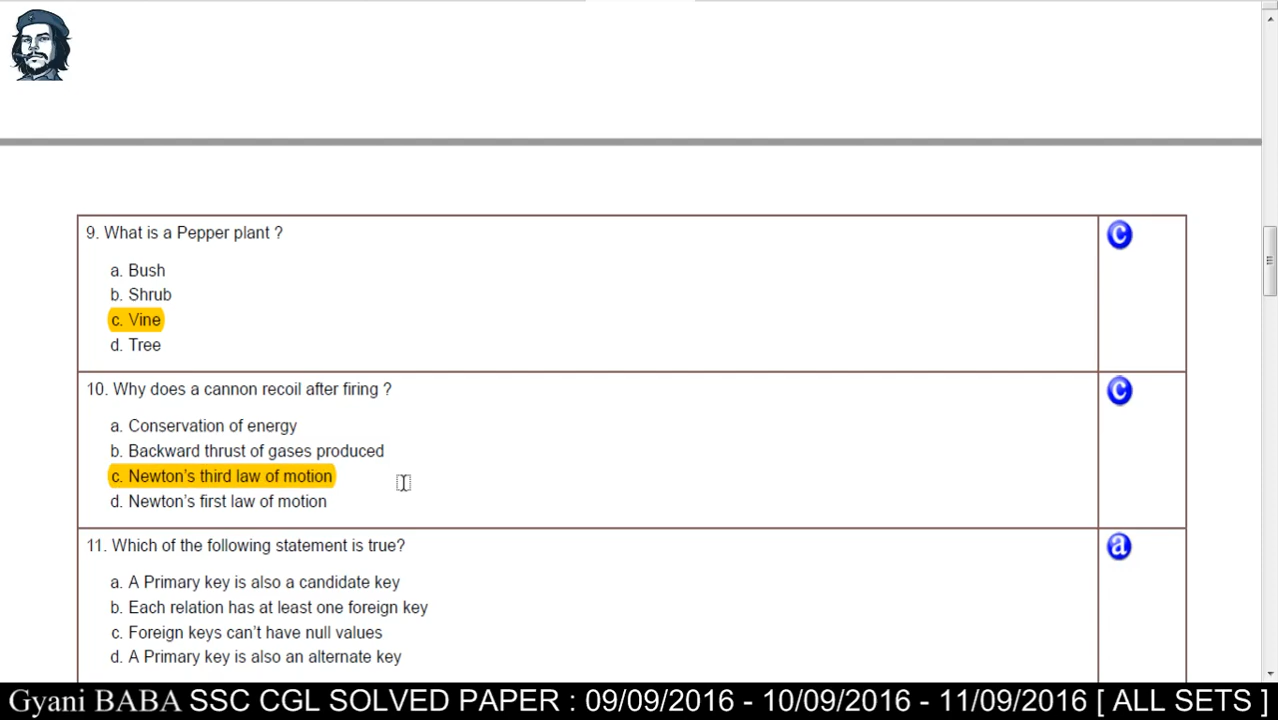 9. What is a Pepper plant ?
c
a. Bush
b. Shrub
c. Vine
d. Tree
10. Why does a cannon recoil after firing ?
c
a. Conservation of energy
b. Backward thrust of gases produced
c. Newton's third law of motion
d. Newton's first law of motion
11. Which of the following statement is true?
a
a. A Primary key is also a candidate key
b. Each relation has at least one foreign key
c. Foreign keys can't have null values
d. A Primary key is also an alternate key
Gyani BABA SSC CGL SOLVED PAPER : 09/09/2016 - 10/09/2016 - 11/09/2016 [ ALL SETS ]